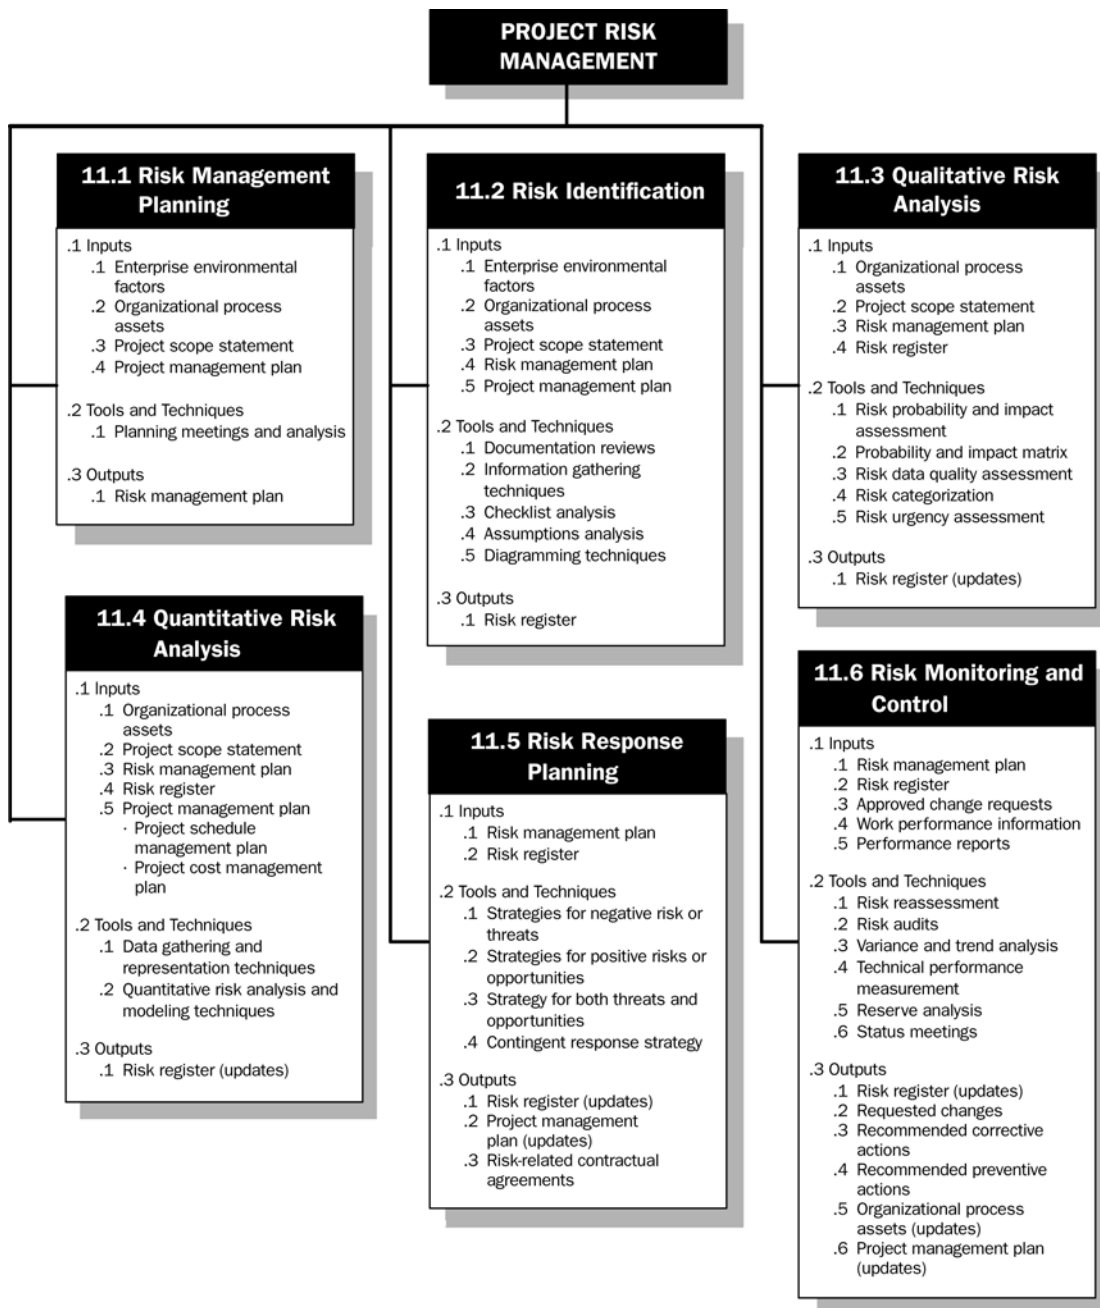 PROJECT RISK
MANAGEMENT
11.1 Risk Management
Planning
.1 Inputs
.1 Enterprise environmental
factors
.2 Organizational process
assets
.3 Project scope statement
.4 Project management plan
.2 Tools and Techniques
.1 Planning meetings and analysis
.3 Outputs
.1 Risk management plan
11.2 Risk Identification
.1 Inputs
.1 Enterprise environmental
factors
.2 Organizational process
assets
.3 Project scope statement
.4 Risk management plan
.5 Project management plan
.2 Tools and Techniques
.1 Documentation reviews
.2 Information gathering
techniques
.3 Checklist analysis
.4 Assumptions analysis
.5 Diagramming techniques
.3 Outputs
.1 Risk register
11.3 Qualitative Risk
Analysis
.1 Inputs
.1 Organizational process
assets
.2 Project scope statement
.3 Risk management plan
.4 Risk register
.2 Tools and Techniques
.1 Risk probability and impact
assessment
.2 Probability and impact matrix
.3 Risk data quality assessment
.4 Risk categorization
.5 Risk urgency assessment
.3 Outputs
.1 Risk register (updates)
11.4 Quantitative Risk
Analysis
.1 Inputs
.1 Organizational process
assets
.2 Project scope statement
.3 Risk management plan
.4 Risk register
.5 Project management plan
· Project schedule
management plan
· Project cost management
plan
.2 Tools and Techniques
.1 Data gathering and
representation techniques
.2 Quantitative risk analysis and
modeling techniques
.3 Outputs
.1 Risk register (updates)
11.5 Risk Response
Planning
.1 Inputs
.1 Risk management plan
.2 Risk register
.2 Tools and Techniques
.1 Strategies for negative risk or
threats
.2 Strategies for positive risks or
opportunities
.3 Strategy for both threats and
opportunities
.4 Contingent response strategy
.3 Outputs
.1 Risk register (updates)
.2 Project management
plan (updates)
.3 Risk-related contractual
agreements
11.6 Risk Monitoring and
Control
.1 Inputs
.1 Risk management plan
.2 Risk register
.3 Approved change requests
.4 Work performance information
.5 Performance reports
.2 Tools and Techniques
.1 Risk reassessment
.2 Risk audits
.3 Variance and trend analysis
.4 Technical performance
measurement
.5 Reserve analysis
.6 Status meetings
.3 Outputs
.1 Risk register (updates)
.2 Requested changes
.3 Recommended corrective
actions
.4 Recommended preventive
actions
.5 Organizational process
assets (updates)
.6 Project management plan
(updates)